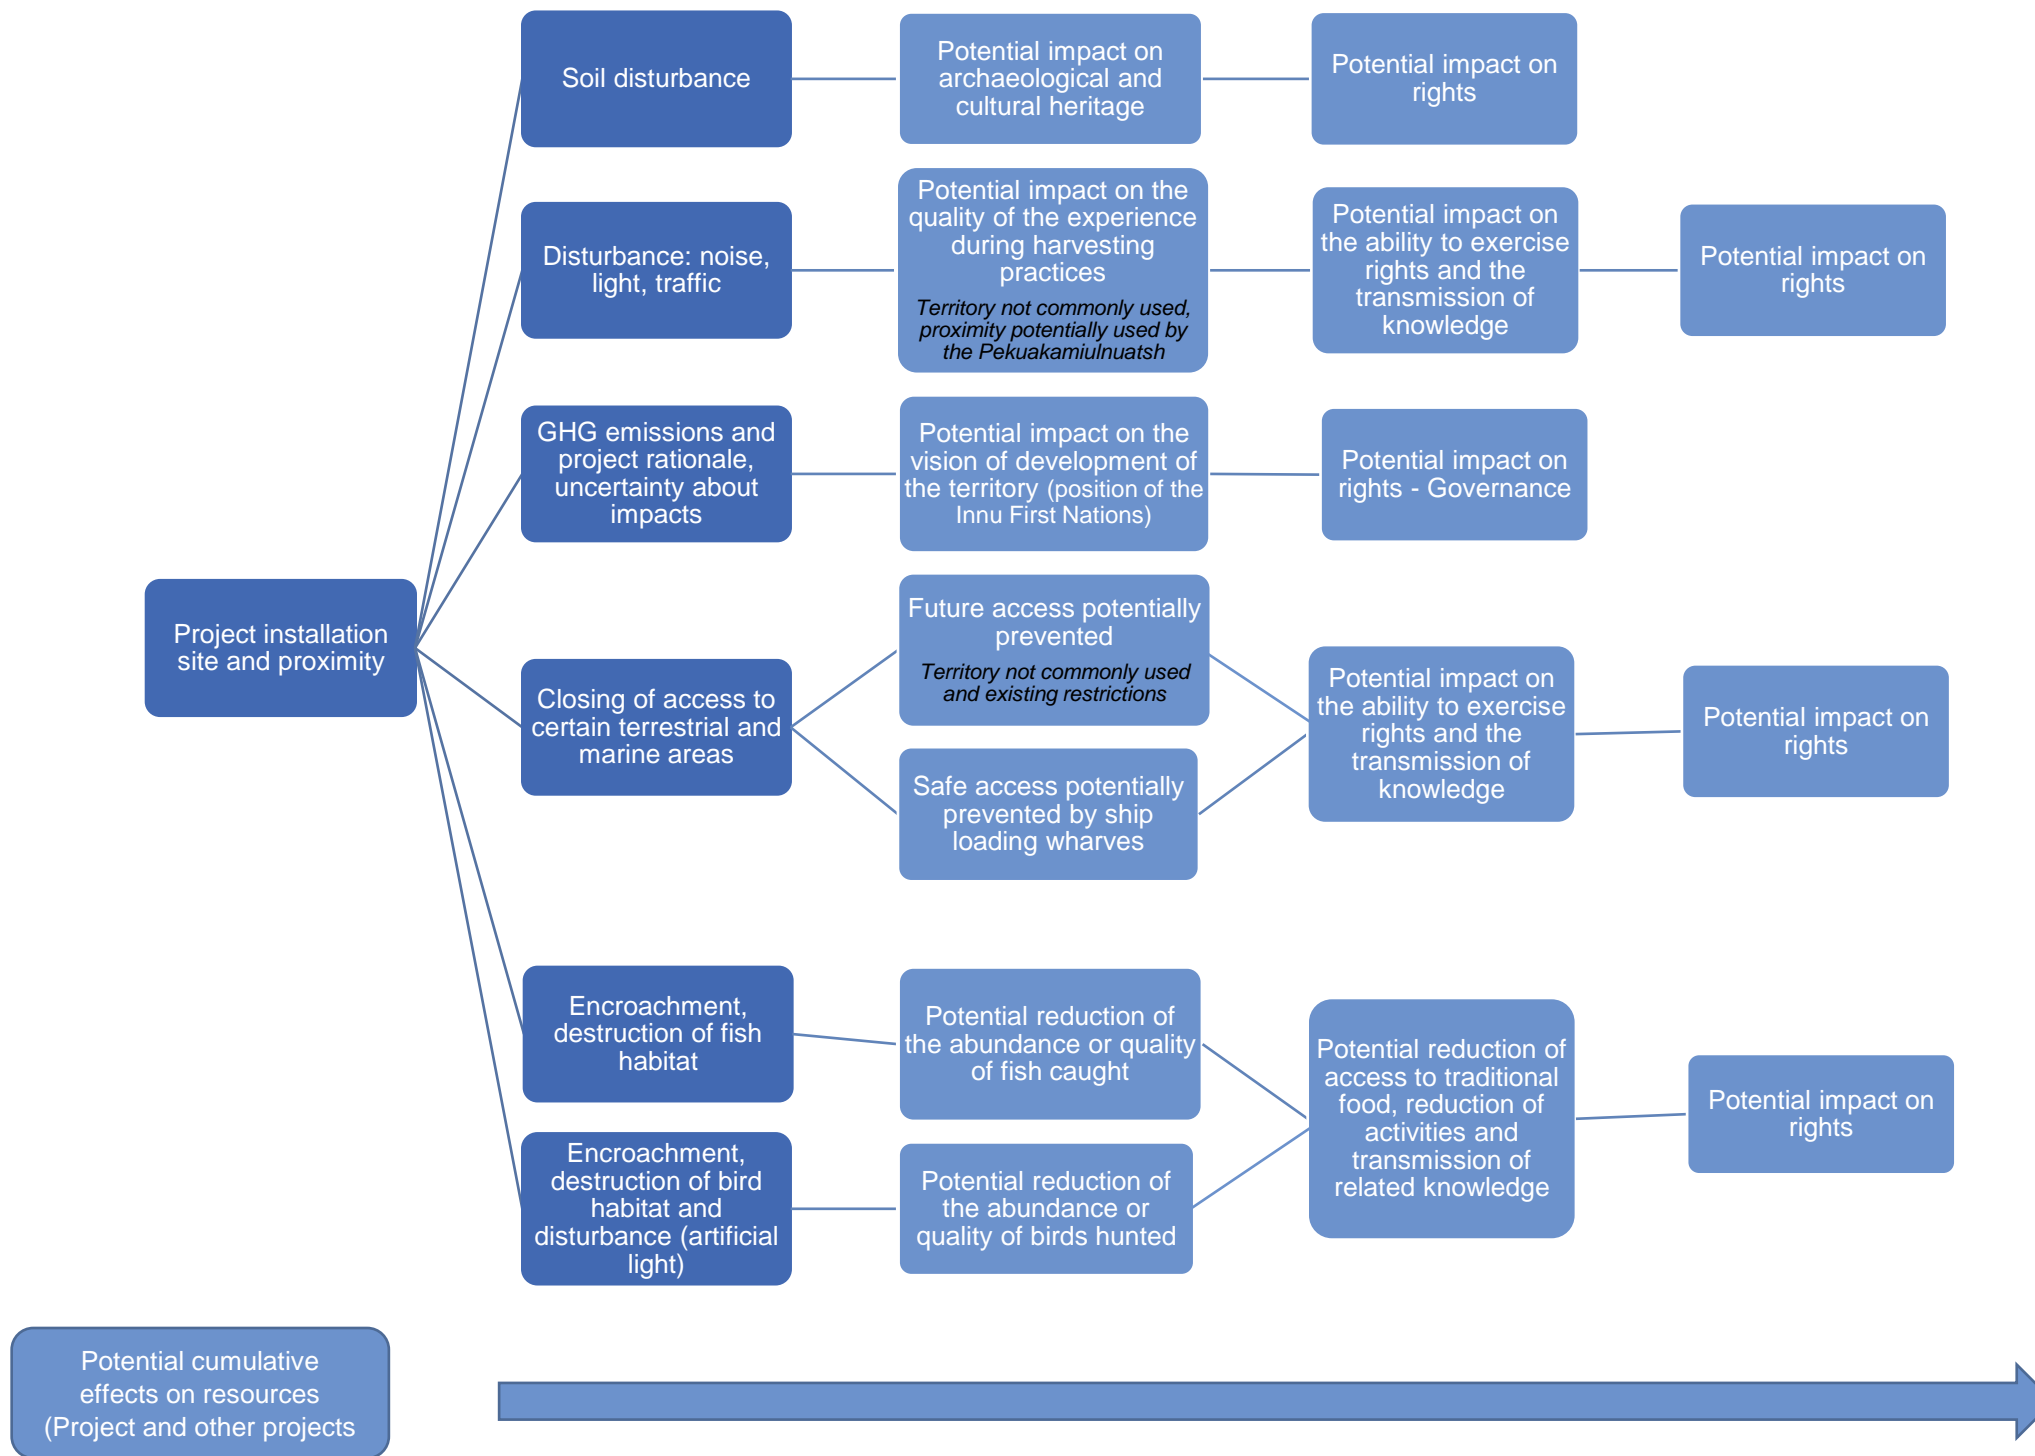 Project installation
site and proximity
Soil disturbance
Potential impact on
archaeological and
cultural heritage
Potential impact on
rights
Disturbance: noise,
light, traffic
Potential impact on the
quality of the experience
during harvesting
practices
Territory not commonly used,
proximity potentially used by
the Pekuakamiulnuatsh
Potential impact on
the ability to exercise
rights and the
transmission of
knowledge
Potential impact on
rights
GHG emissions and
project rationale,
uncertainty about
impacts
Potential impact on the
vision of development of
the territory (position of the
Innu First Nations)
Potential impact on
rights - Governance
Closing of access to
certain terrestrial and
marine areas
Future access potentially
prevented
Territory not commonly used
and existing restrictions
Safe access potentially
prevented by ship
loading wharves
Potential impact on
the ability to exercise
rights and the
transmission of
knowledge
Potential impact on
rights
Encroachment,
destruction of fish
habitat
Potential reduction of
the abundance or quality
of fish caught
Encroachment,
destruction of bird
habitat and
disturbance (artificial
light)
Potential reduction of
the abundance or
quality of birds hunted
Potential reduction of
access to traditional
food, reduction of
activities and
transmission of
related knowledge
Potential impact on
rights
Potential cumulative
effects on resources
(Project and other projects